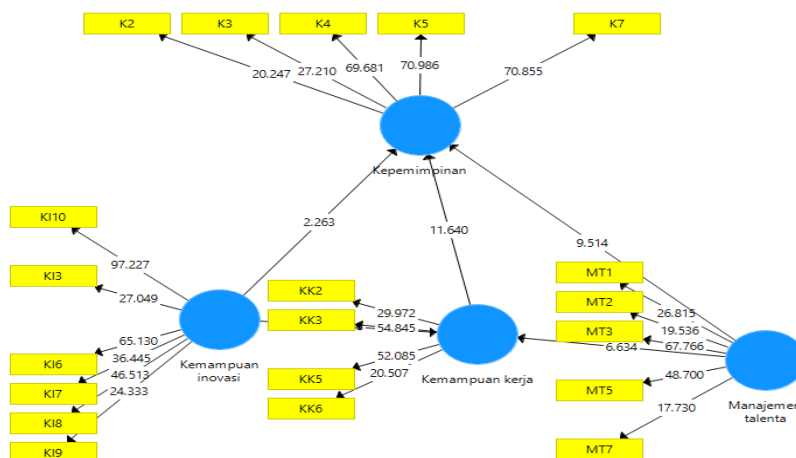 K2
K3
K4
K5
K7
20.247
27.210
69.681
70.986
70.855
Kepemimpinan
2.263
11.640
9.514
KI10
KI3
KI6
KI7
KI8
KI9
97.227
27.049
65.130
36.445
46.513
24.333
Kemampuan
inovasi
KK2
KK3
KK5
KK6
29.972
54.845
52.085
20.507
Kemampuan kerja
6.634
MT1
MT2
MT3
MT5
MT7
26.815
19.536
67.766
48.700
17.730
Manajemen
talenta